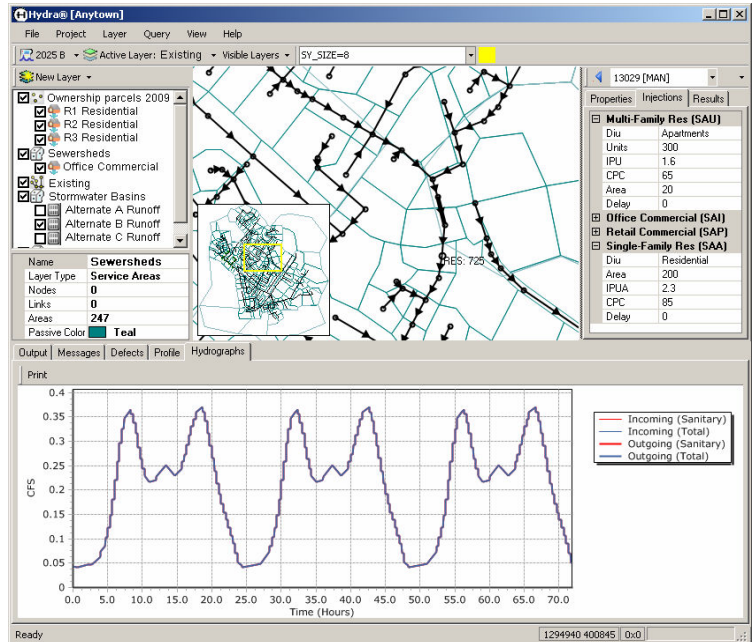 Hydra® [Anytown]
File Project Layer Query View Help
2025 B Active Layer: Existing Visible Layers SY_SIZE=8
New Layer
Ownership parcels 2009
R1 Residential
R2 Residential
R3 Residential
Sewersheds
Office Commercial
Existing
Stormwater Basins
Alternate A Runoff
Alternate B Runoff
Alternate C Runoff
Name Sewersheds
Layer Type Service Areas
Nodes 0
Links 0
Areas 247
Passive Color Teal
RES: 725
13029 [MAN]
Properties Injections Results
Multi-Family Res (SAU)
Diu Apartments
Units 300
IPU 1.6
CPC 65
Area 20
Delay 0
Office Commercial (SAI)
Retail Commercial (SAP)
Single-Family Res (SAA)
Diu Residential
Area 200
IPUA 2.3
CPC 85
Delay 0
Output Messages Defects Profile Hydrographs
Print
0.4
0.35
0.3
0.25
0.2
0.15
0.1
0.05
0
CFS
0.0 5.0 10.0 15.0 20.0 25.0 30.0 35.0 40.0 45.0 50.0 55.0 60.0 65.0 70.0
Time (Hours)
Incoming (Sanitary)
Incoming (Total)
Outgoing (Sanitary)
Outgoing (Total)
Ready 1294940 400845 0x0